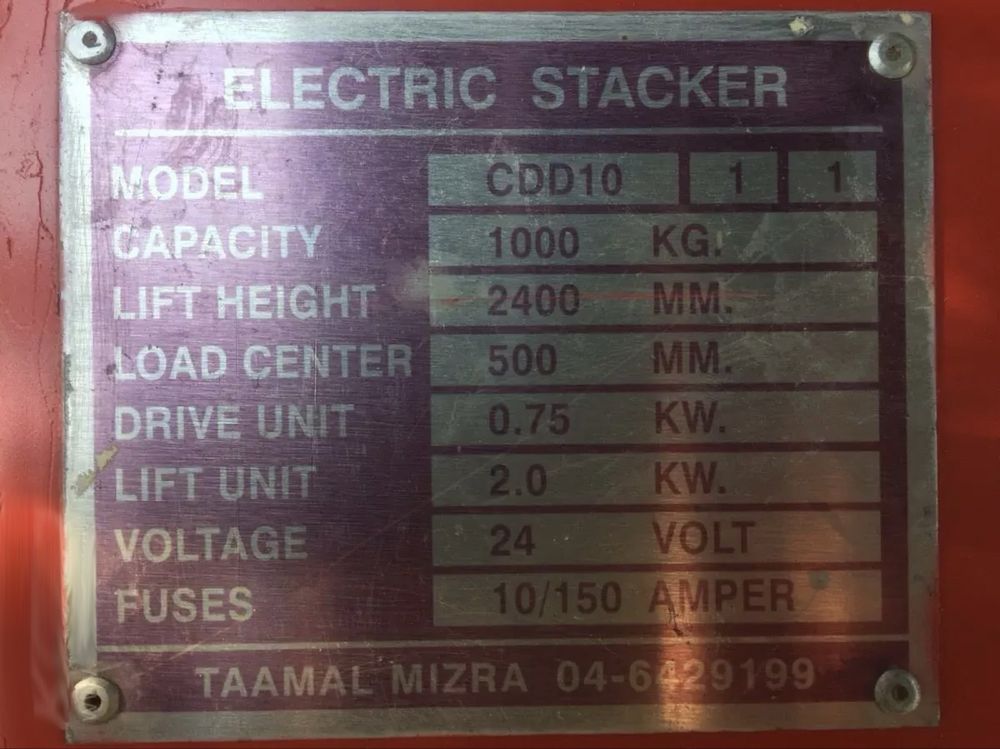 ELECTRIC STACKER
MODEL CDD10 1 1
CAPACITY 1000 KG.
LIFT HEIGHT 2400 MM.
LOAD CENTER 500 MM.
DRIVE UNIT 0.75 KW.
LIFT UNIT 2.0 KW.
VOLTAGE 24 VOLT
FUSES 10/150 AMPER
TAAMAL MIZRA 04-6429199